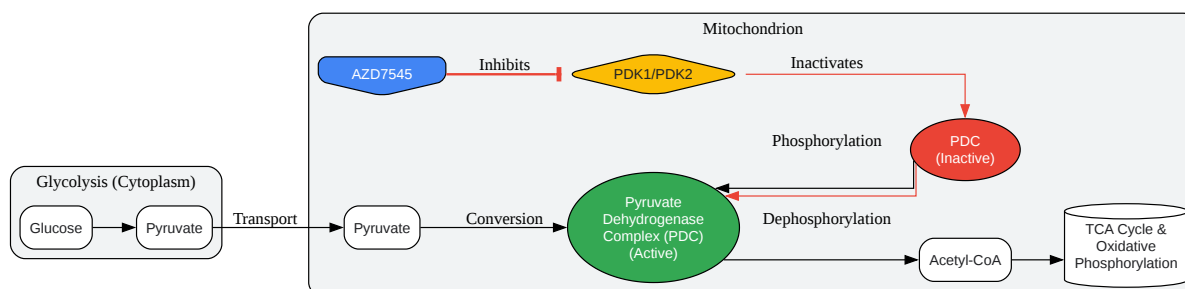 Mitochondrion
AZD7545
Inhibits
PDK1/PDK2
Inactivates
Phosphorylation
PDC
(Inactive)
Glycolysis (Cytoplasm)
Glucose
Pyruvate
Transport
Pyruvate
Conversion
Pyruvate
Dehydrogenase
Complex (PDC)
(Active)
Dephosphorylation
Acetyl-CoA
TCA Cycle &
Oxidative
Phosphorylation